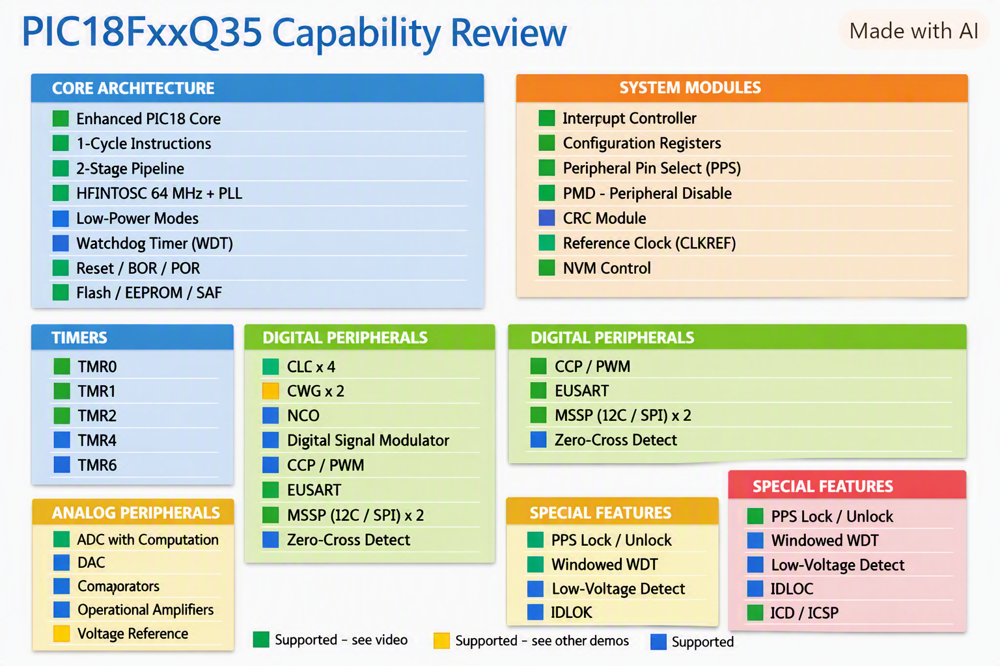 PIC18FxxQ35 Capability Review
Made with AI
CORE ARCHITECTURE
Enhanced PIC18 Core
1-Cycle Instructions
2-Stage Pipeline
HFINTOSC 64 MHz + PLL
Low-Power Modes
Watchdog Timer (WDT)
Reset / BOR / POR
Flash / EEPROM / SAF
SYSTEM MODULES
Interpupt Controller
Configuration Registers
Peripheral Pin Select (PPS)
PMD - Peripheral Disable
CRC Module
Reference Clock (CLKREF)
NVM Control
TIMERS
TMR0
TMR1
TMR2
TMR4
TMR6
DIGITAL PERIPHERALS
CLC x 4
CWG x 2
NCO
Digital Signal Modulator
CCP / PWM
EUSART
MSSP (12C / SPI) x 2
Zero-Cross Detect
DIGITAL PERIPHERALS
CCP / PWM
EUSART
MSSP (12C / SPI) x 2
Zero-Cross Detect
ANALOG PERIPHERALS
ADC with Computation
DAC
Comaporators
Operational Amplifiers
Voltage Reference
SPECIAL FEATURES
PPS Lock / Unlock
Windowed WDT
Low-Voltage Detect
IDLOK
SPECIAL FEATURES
PPS Lock / Unlock
Windowed WDT
Low-Voltage Detect
IDLOC
ICD / ICSP
Supported – see video
Supported – see other demos
Supported